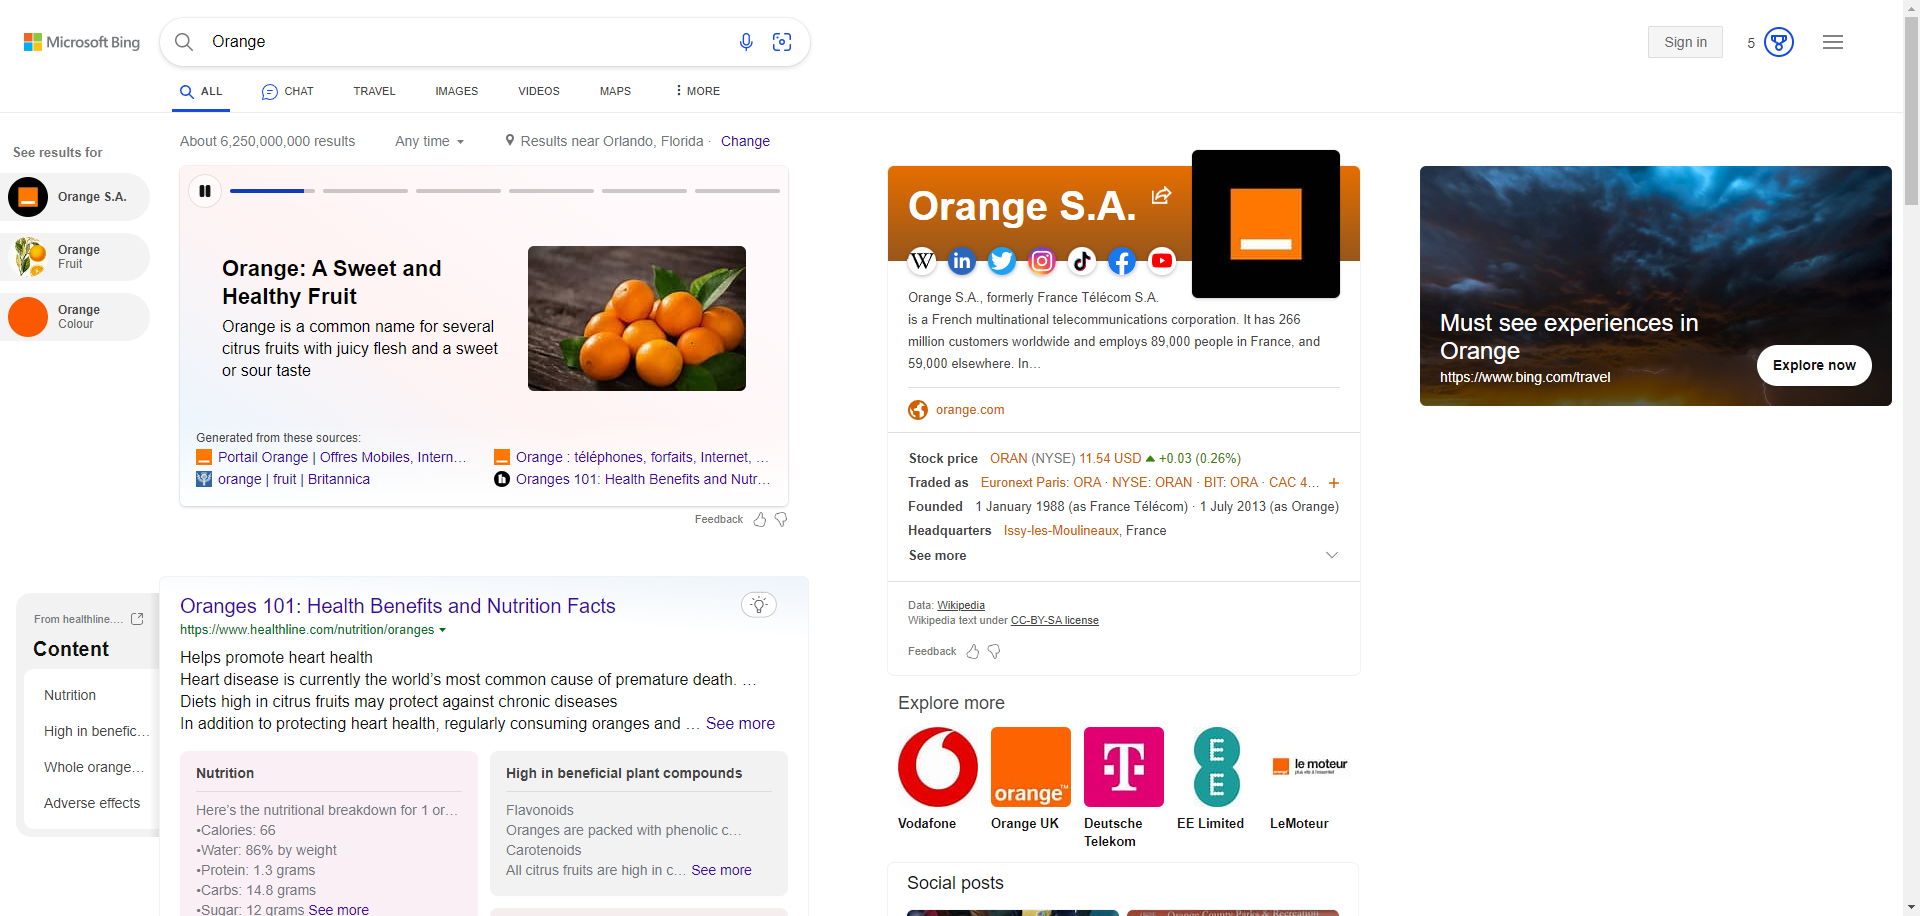 Microsoft Bing
Orange
Sign in
5
ALL
CHAT
TRAVEL
IMAGES
VIDEOS
MAPS
MORE
About 6,250,000,000 results
Any time
Results near Orlando, Florida ·
Change
See results for
Orange S.A.
Orange
Fruit
Orange
Colour
Orange: A Sweet and
Healthy Fruit
Orange is a common name for several
citrus fruits with juicy flesh and a sweet
or sour taste
Generated from these sources:
Portail Orange | Offres Mobiles, Intern...
Orange : téléphones, forfaits, Internet, ...
orange | fruit | Britannica
Oranges 101: Health Benefits and Nutr...
Feedback
From healthline....
Content
Nutrition
High in benefic...
Whole orange...
Adverse effects
Oranges 101: Health Benefits and Nutrition Facts
https://www.healthline.com/nutrition/oranges
Helps promote heart health
Heart disease is currently the world’s most common cause of premature death. ...
Diets high in citrus fruits may protect against chronic diseases
In addition to protecting heart health, regularly consuming oranges and ... See more
Nutrition
Here’s the nutritional breakdown for 1 or...
•Calories: 66
•Water: 86% by weight
•Protein: 1.3 grams
•Carbs: 14.8 grams
•Sugar: 12 grams See more
High in beneficial plant compounds
Flavonoids
Oranges are packed with phenolic c...
Carotenoids
All citrus fruits are high in c... See more
Orange S.A.
Orange S.A., formerly France Télécom S.A.
is a French multinational telecommunications corporation. It has 266
million customers worldwide and employs 89,000 people in France, and
59,000 elsewhere. In...
orange.com
Stock price ORAN (NYSE) 11.54 USD +0.03 (0.26%)
Traded as Euronext Paris: ORA · NYSE: ORAN · BIT: ORA · CAC 4... +
Founded 1 January 1988 (as France Télécom) · 1 July 2013 (as Orange)
Headquarters Issy-les-Moulineaux, France
See more
Data: Wikipedia
Wikipedia text under CC-BY-SA license
Feedback
Explore more
orange™
T
EE
le moteur
Vodafone
Orange UK
Deutsche
Telekom
EE Limited
LeMoteur
Social posts
Orange County Parks & Recreation
Must see experiences in
Orange
https://www.bing.com/travel
Explore now